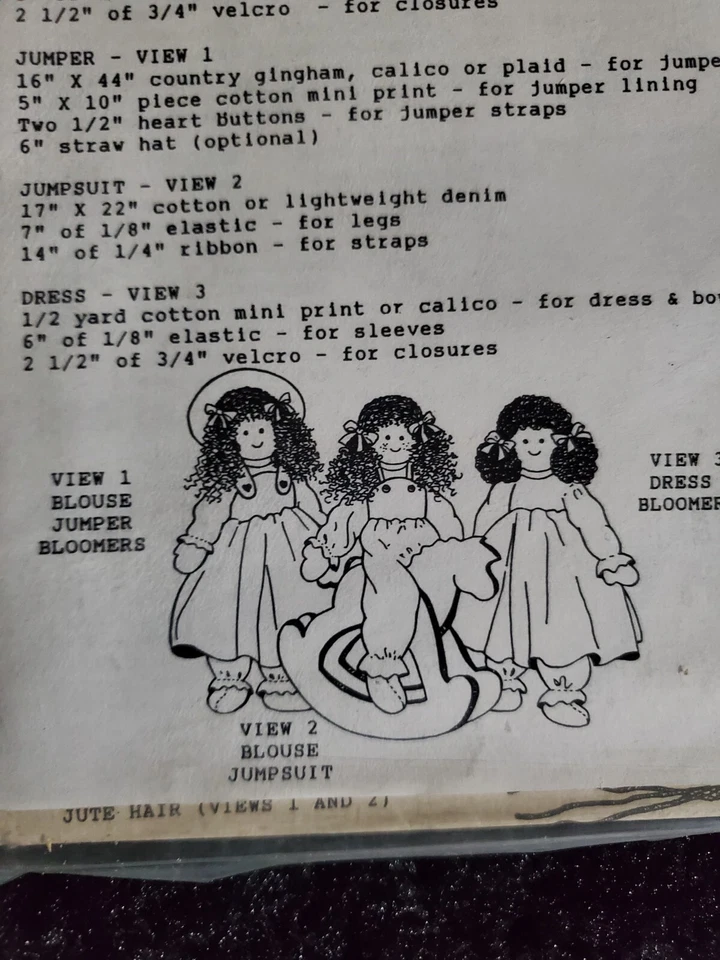 2 1/2" of 3/4" velcro - for closures
JUMPER - VIEW 1
16" X 44" country gingham, calico or plaid - for jumpe
5" X 10" piece cotton mini print - for jumper lining
Two 1/2" heart buttons - for jumper straps
6" straw hat (optional)
JUMPSUIT - VIEW 2
17" X 22" cotton or lightweight denim
7" of 1/8" elastic - for legs
14" of 1/4" ribbon - for straps
DRESS - VIEW 3
1/2 yard cotton mini print or calico - for dress & bo
6" of 1/8" elastic - for sleeves
2 1/2" of 3/4" velcro - for closures
VIEW 1
BLOUSE
JUMPER
BLOOMERS
VIEW 3
DRESS
BLOOMER
VIEW 2
BLOUSE
JUMPSUIT
JUTE HAIR (VIEWS 1 AND 2)